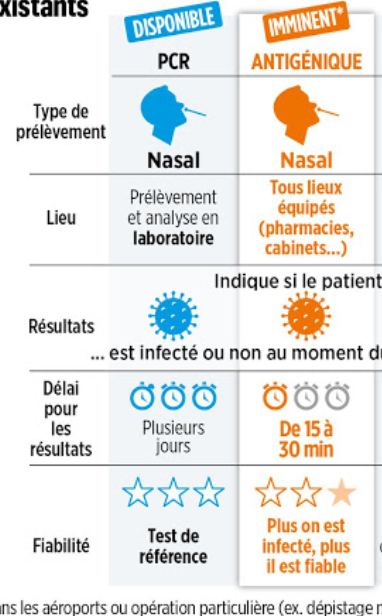 xistants
DISPONIBLE
IMMINENT*
PCR
ANTIGÉNIQUE
Type de
prélèvement
Nasal
Nasal
Lieu
Prélèvement
et analyse en
laboratoire
Tous lieux
équipés
(pharmacies,
cabinets...)
Indique si le patient
Résultats
... est infecté ou non au moment du
Délai
pour
les
résultats
Plusieurs
jours
De 15 à
30 min
Fiabilité
Test de
référence
Plus on est
infecté, plus
il est fiable
ans les aéroports ou opération particulière (ex. dépistage